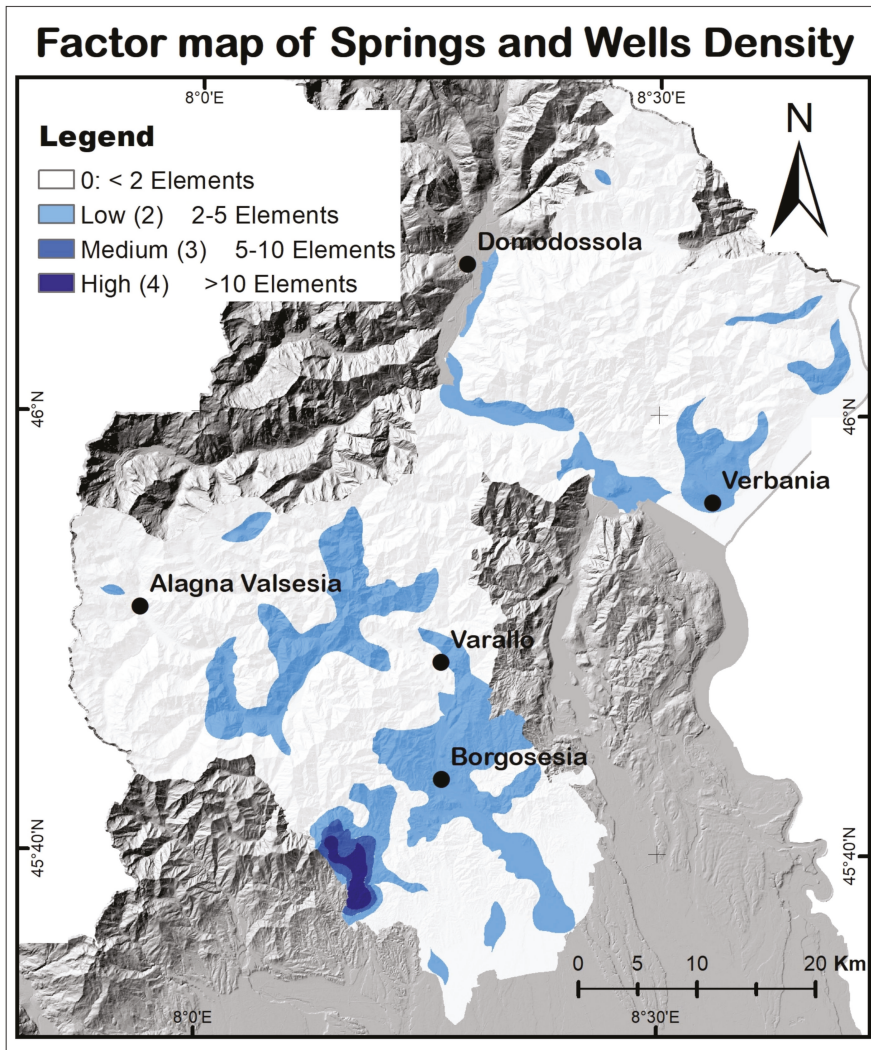 Factor map of Springs and Wells Density
8°0'E
8°30'E
Legend
0: < 2 Elements
Low (2) 2-5 Elements
Medium (3) 5-10 Elements
High (4) >10 Elements
N
Domodossola
46°N
46°N
Verbania
Alagna Valsesia
Varallo
Borgosesia
45°40'N
45°40'N
0 5 10 20 Km
8°0'E
8°30'E